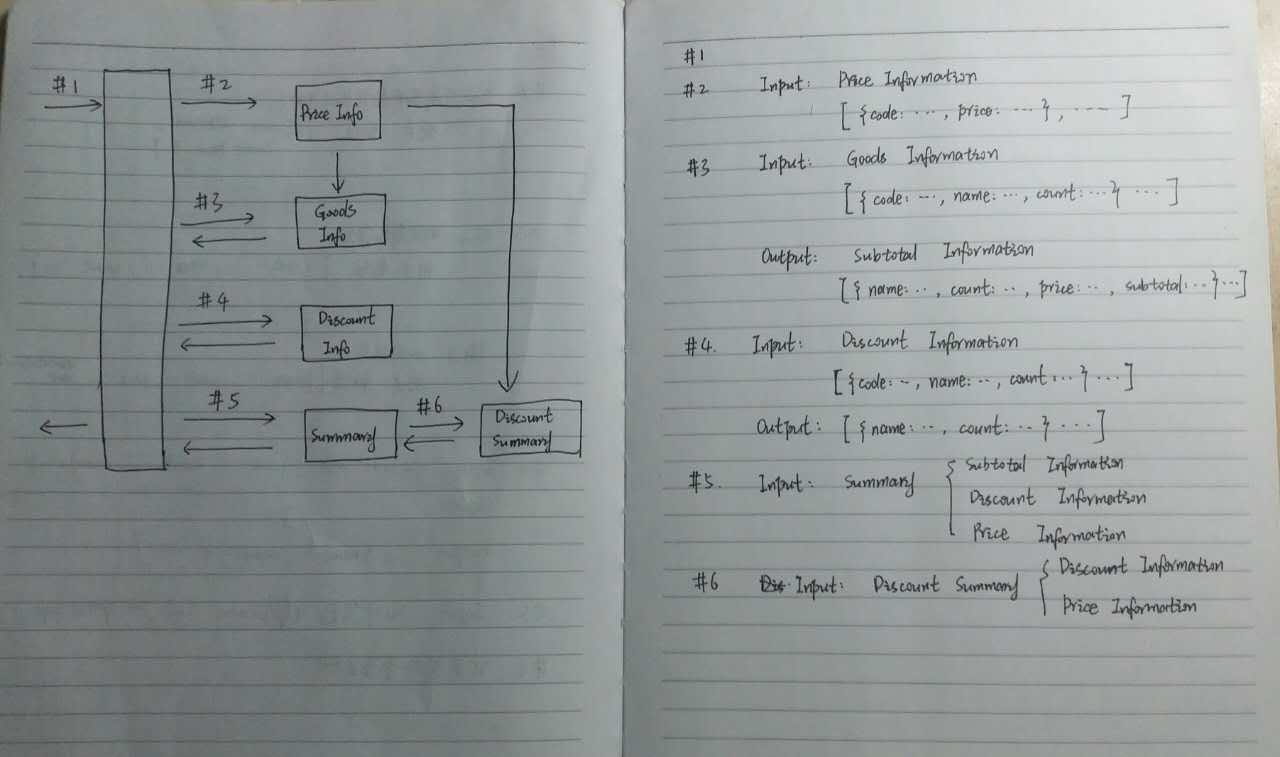 #1
#2
Price Info
#3
Goods
Info
#4
Discount
Info
#5
#6
Summary
Discount
Summary
#1
#2 Input: Price Information
[ {code: ..., price: ... }, ... ]
#3 Input: Goods Information
[ { code: ..., name: ..., count: ...} ... ]
Output: Subtotal Information
[ { name: .. , count: .. , price: .. , subtotal: .. } ... ]
#4. Input: Discount Information
[ {code: .. , name: .. , count: .. } ... ]
Output: [ { name: .. , count: .. } ... ]
#5. Input: Summary { Subtotal Information
Discount Information
Price Information
#6 Dis. Input: Discount Summary { Discount Information
Price Information